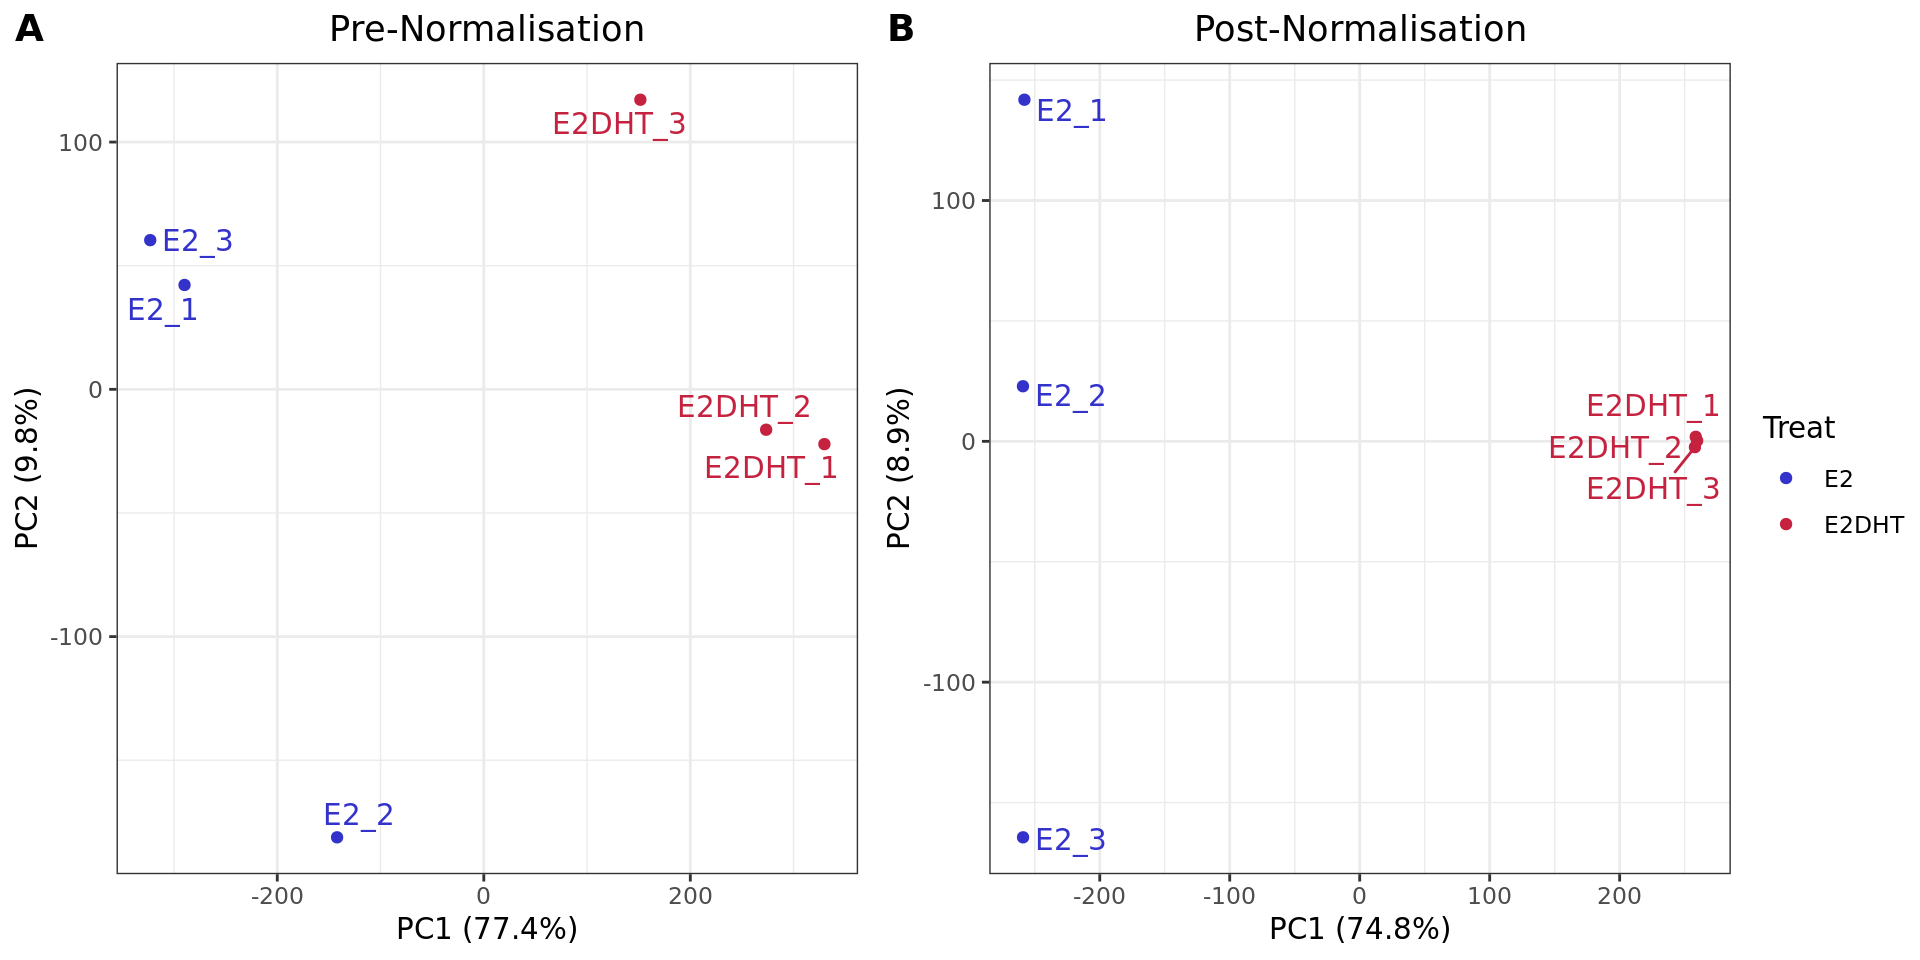 A
Pre-Normalisation
E2DHT_3
100
E2_3
E2_1
0
E2DHT_2
E2DHT_1
-100
E2_2
-200
0
200
PC1 (77.4%)
PC2 (9.8%)
B
Post-Normalisation
E2_1
100
E2_2
E2DHT_1
0
E2DHT_2
E2DHT_3
-100
E2_3
-200
-100
0
100
200
PC1 (74.8%)
PC2 (8.9%)
Treat
E2
E2DHT